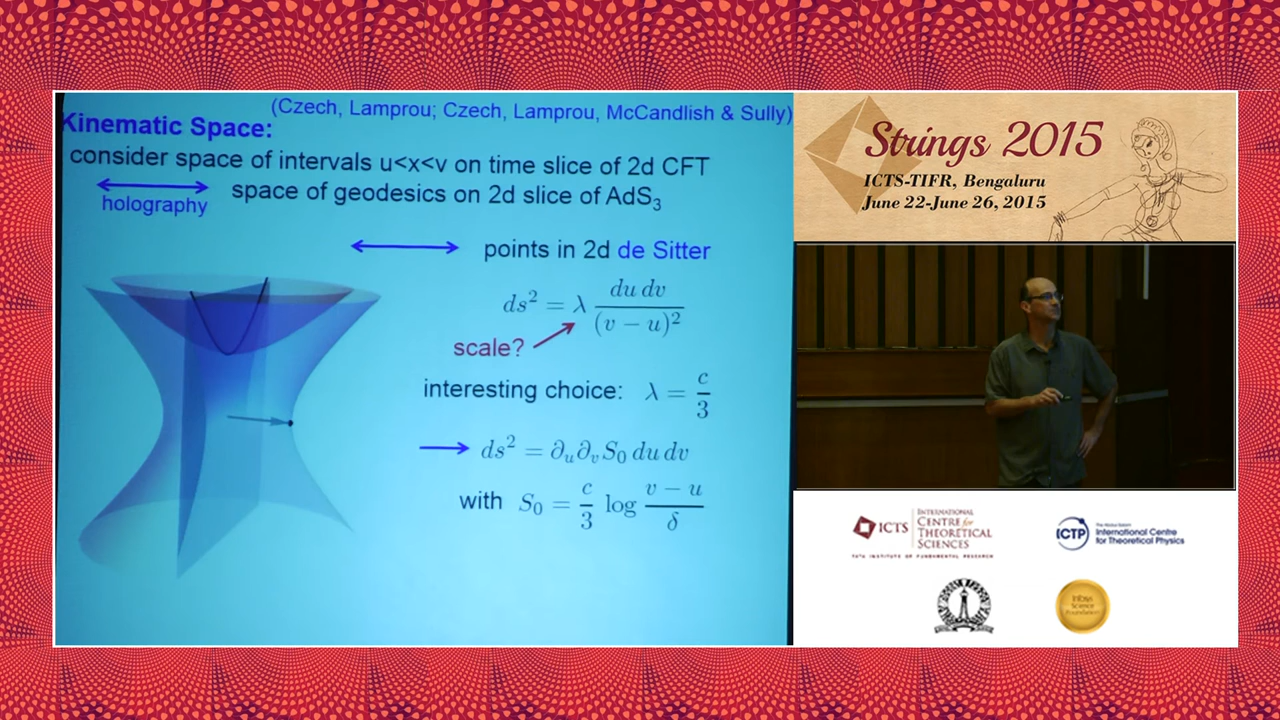 (Czech, Lamprou; Czech, Lamprou, McCandlish & Sully)
Kinematic Space:
consider space of intervals u<x<v on time slice of 2d CFT
space of geodesics on 2d slice of AdS₃
holography
points in 2d de Sitter
ds² = λ du dv / (v − u)²
scale?
interesting choice: λ = c/3
ds² = ∂ᵤ∂ᵥS₀ du dv
with S₀ = c/3 log (v − u)/δ
Strings 2015
ICTS-TIFR, Bengaluru
June 22-June 26, 2015
ICTS
INTERNATIONAL
CENTRE for
THEORETICAL
SCIENCES
TATA INSTITUTE OF FUNDAMENTAL RESEARCH
ICTP
The Abdus Salam
International Centre
for Theoretical Physics
Infosys
Science
Foundation